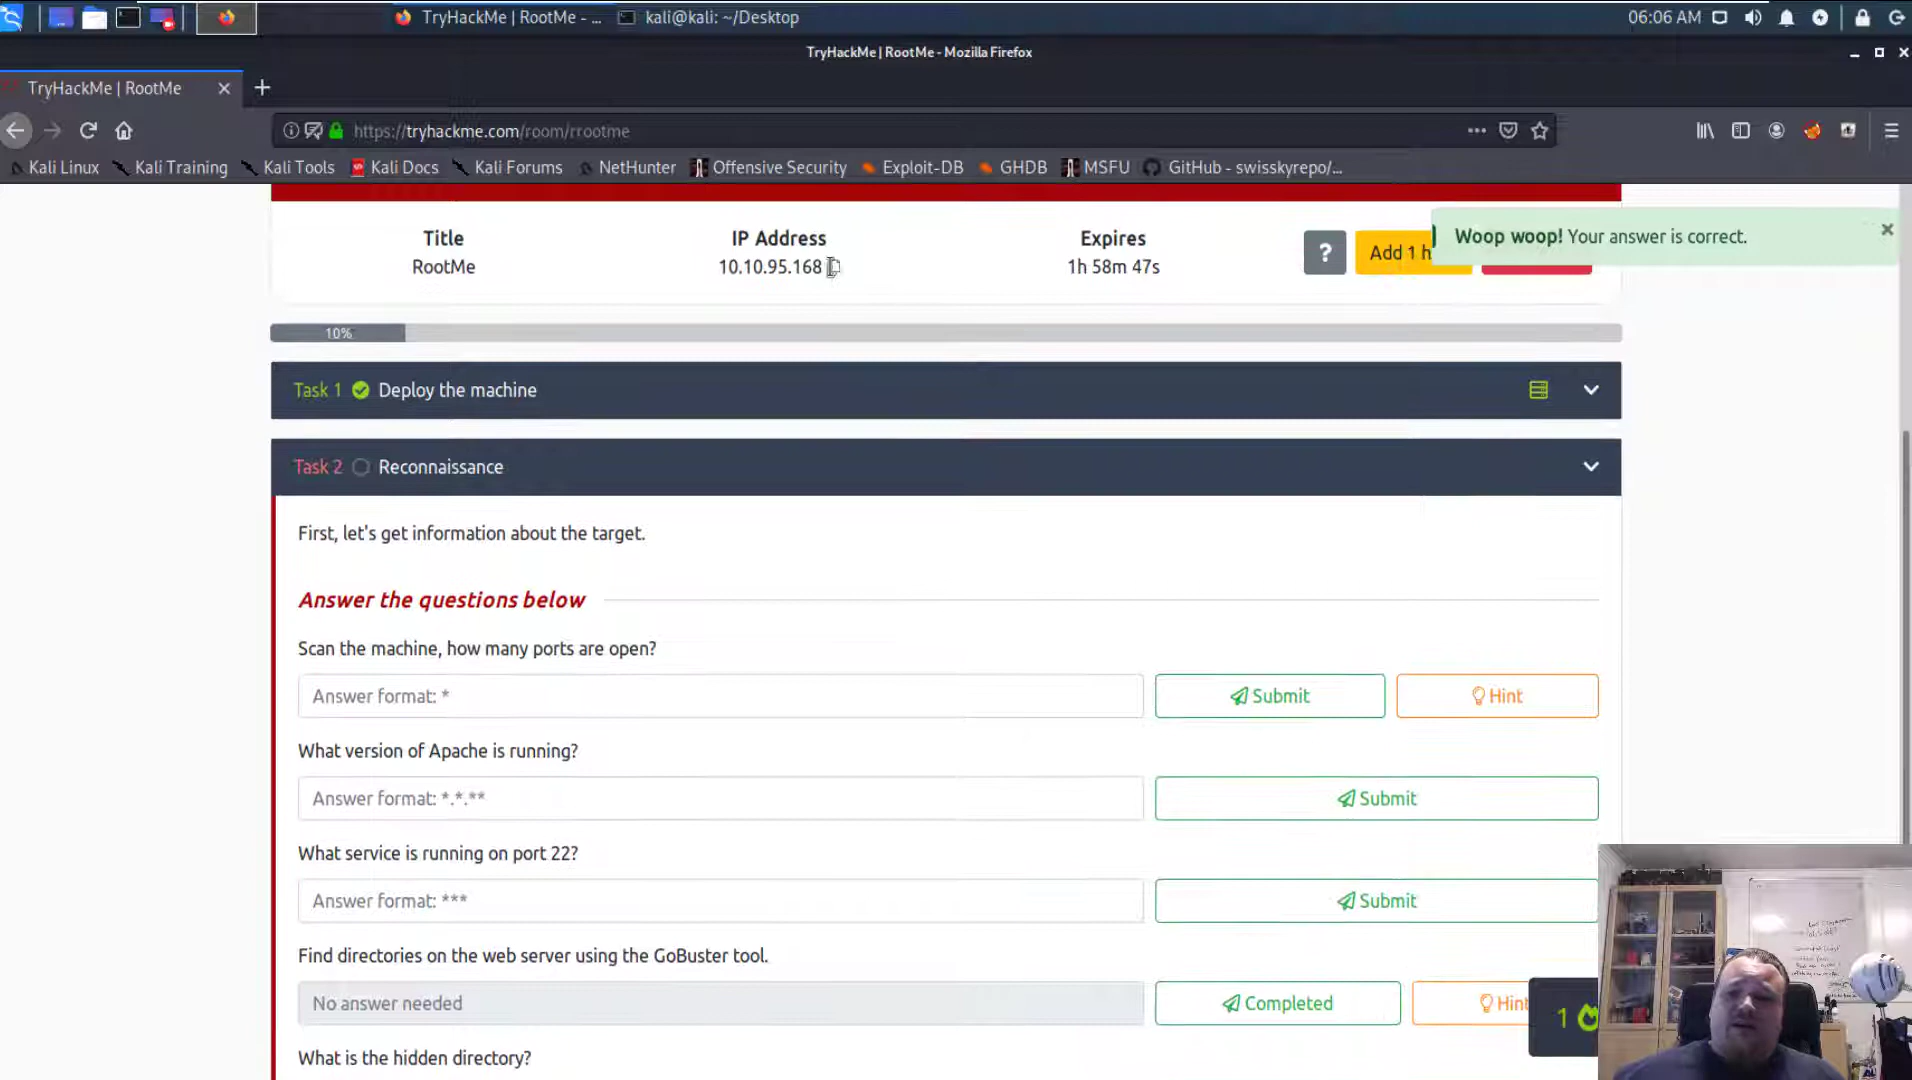 TryHackMe | RootMe - ...
kali@kali: ~/Desktop
06:06 AM
TryHackMe | RootMe - Mozilla Firefox
TryHackMe | RootMe
https://tryhackme.com/room/rrootme
Kali Linux
Kali Training
Kali Tools
Kali Docs
Kali Forums
NetHunter
Offensive Security
Exploit-DB
GHDB
MSFU
GitHub - swisskyrepo/...
Title
IP Address
Expires
RootMe
10.10.95.168
1h 58m 47s
?
Add 1 h
Woop woop! Your answer is correct.
10%
Task 1 Deploy the machine
Task 2 Reconnaissance
First, let's get information about the target.
Answer the questions below
Scan the machine, how many ports are open?
Answer format: *
Submit
Hint
What version of Apache is running?
Answer format: *.*.**
Submit
What service is running on port 22?
Answer format: ***
Submit
Find directories on the web server using the GoBuster tool.
No answer needed
Completed
Hint
1
What is the hidden directory?